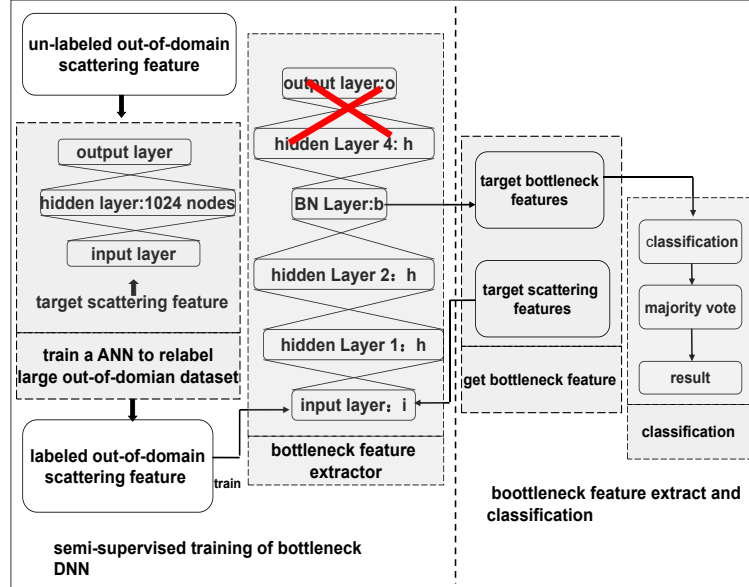 un-labeled out-of-domain
scattering feature
output layer
hidden layer:1024 nodes
input layer
target scattering feature
train a ANN to relabel
large out-of-domian dataset
labeled out-of-domain
scattering feature
train
semi-supervised training of bottleneck
DNN
output layer:o
hidden Layer 4: h
BN Layer:b
hidden Layer 2：h
hidden Layer 1：h
input layer：i
bottleneck feature
extractor
target bottleneck
features
target scattering
features
get bottleneck feature
classification
majority vote
result
classification
boottleneck feature extract and
classification